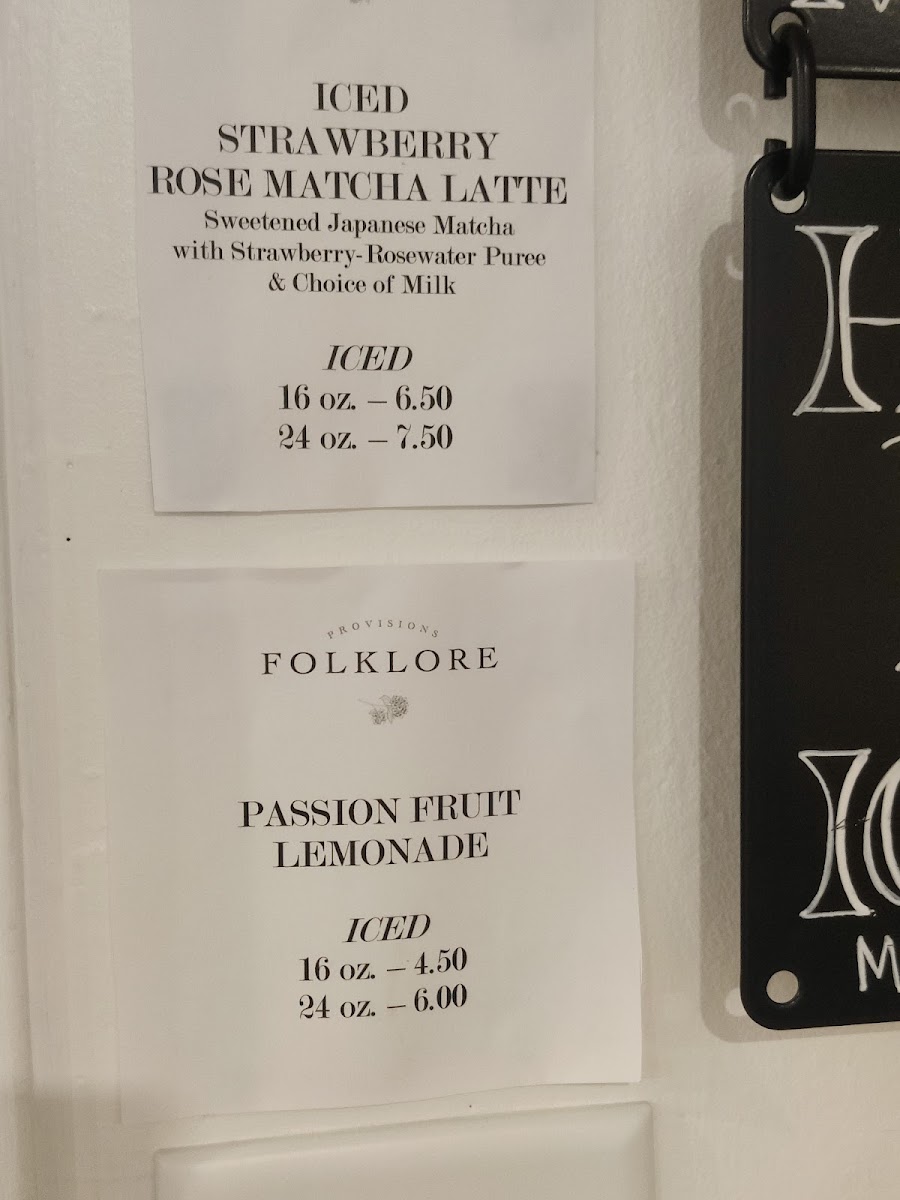 ICED
STRAWBERRY
ROSE MATCHA LATTE
Sweetened Japanese Matcha
with Strawberry-Rosewater Puree
& Choice of Milk
ICED
16 oz. – 6.50
24 oz. – 7.50
PROVISIONS
FOLKLORE
PASSION FRUIT
LEMONADE
ICED
16 oz. – 4.50
24 oz. – 6.00